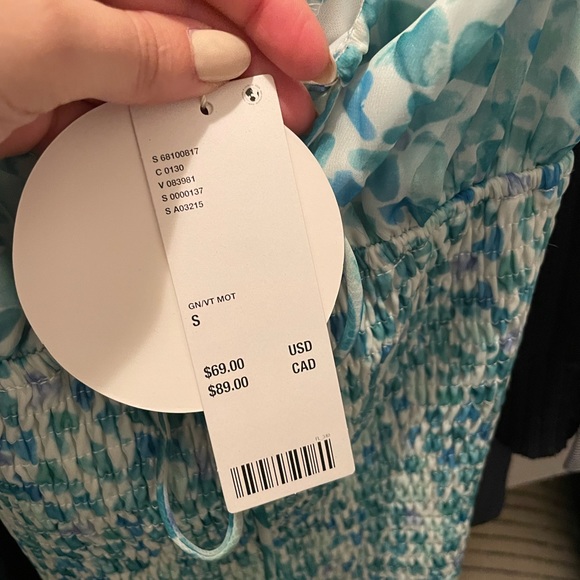 S 68100817
C 0130
V 083981
S 0000137
S A03215
GN/VT MOT
S
$69.00 USD
$89.00 CAD